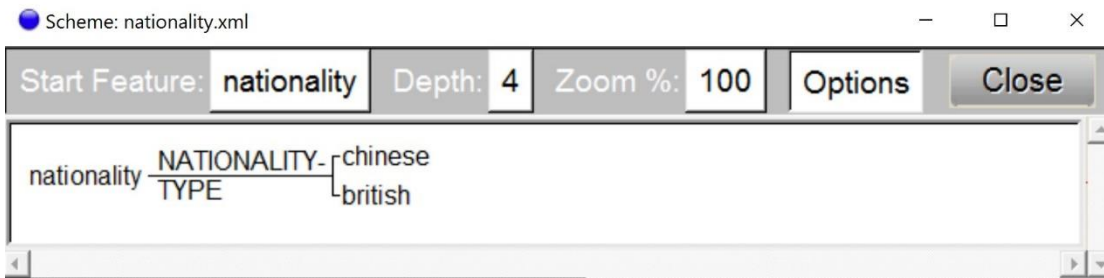 Scheme: nationality.xml
Start Feature: nationality Depth: 4 Zoom %: 100 Options Close
nationality NATIONALITY-TYPE chinese
british